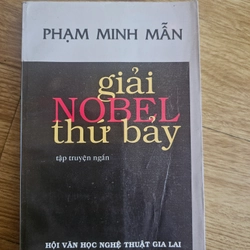 PHẠM MINH MẪN
giải
NOBEL
thứ bảy
tập truyện ngắn
HỘI VĂN HỌC NGHỆ THUẬT GIA LAI